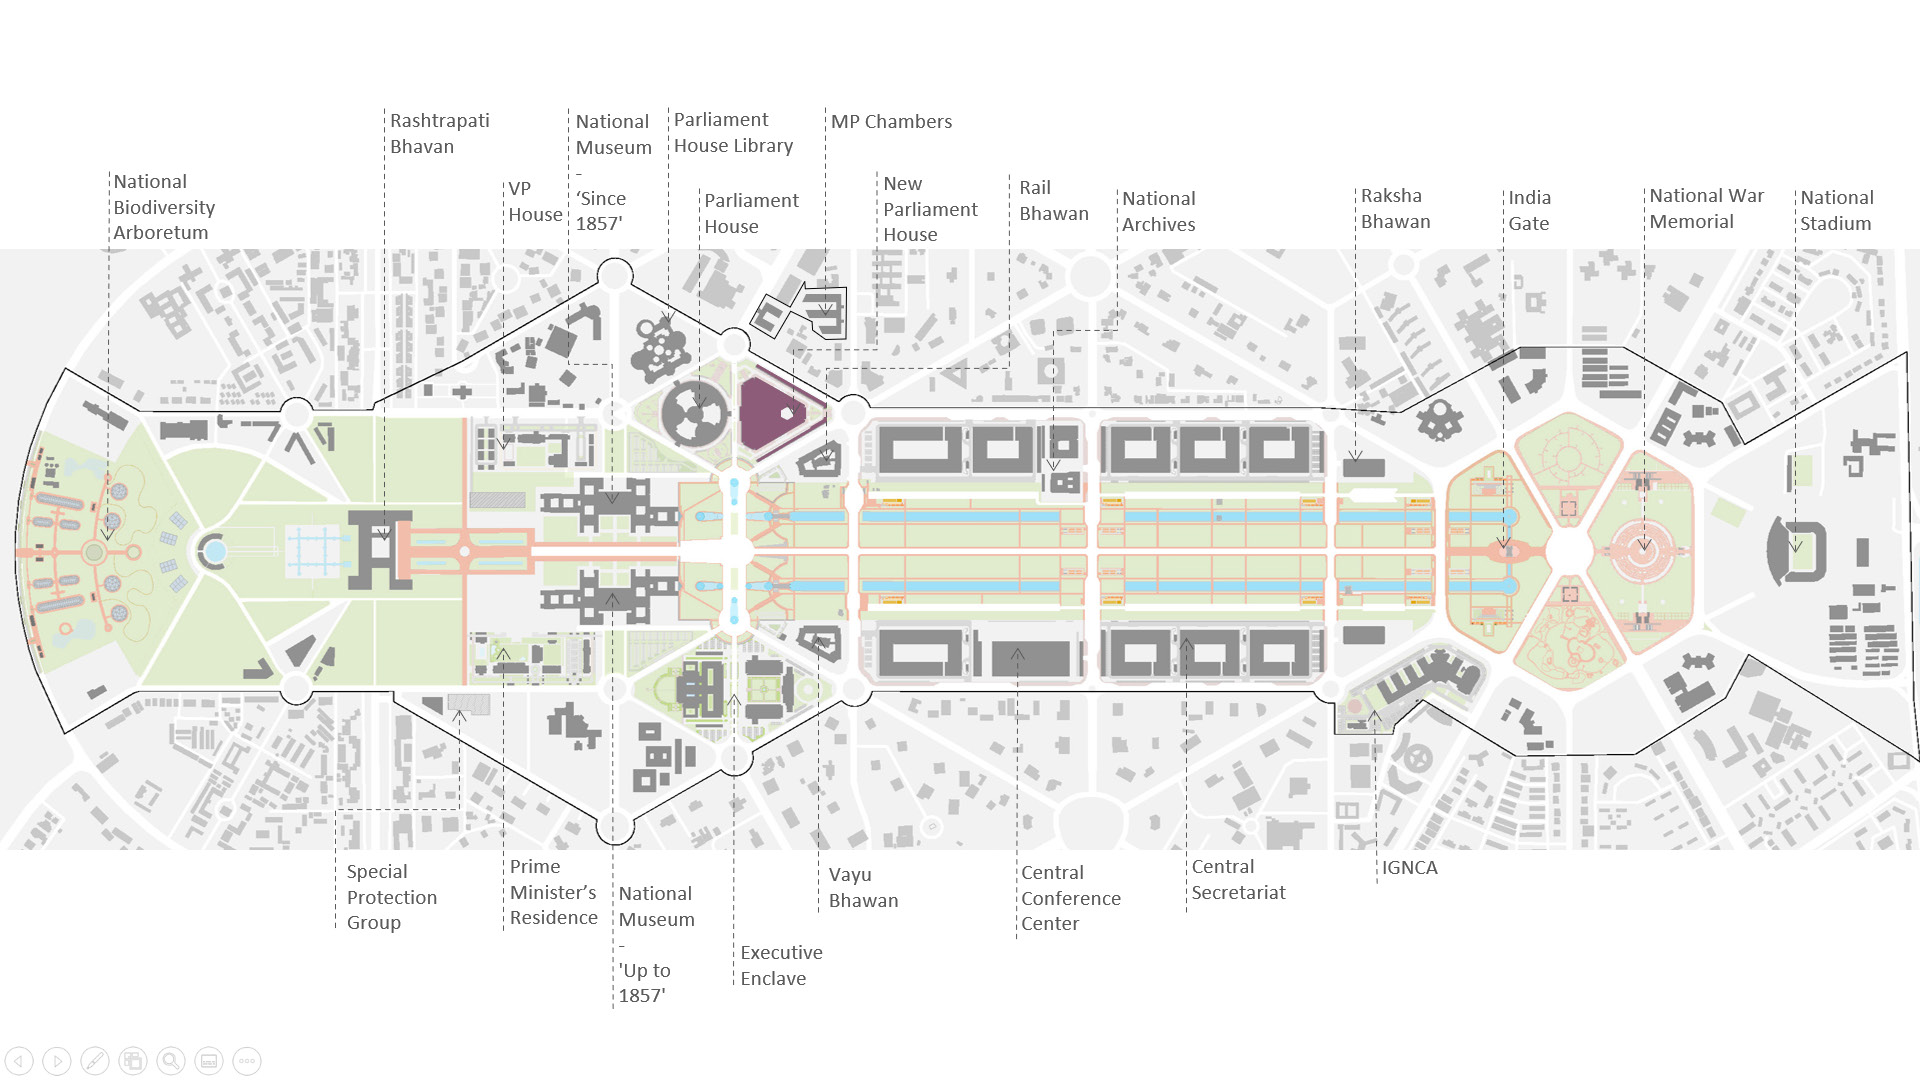 National
Biodiversity
Arboretum
Rashtrapati
Bhavan
VP
House
National
Museum
-
‘Since
1857'
Parliament
House Library
Parliament
House
MP Chambers
New
Parliament
House
Rail
Bhawan
National
Archives
Raksha
Bhawan
India
Gate
National War
Memorial
National
Stadium
Special
Protection
Group
Prime
Minister’s
Residence
National
Museum
-
'Up to
1857'
Executive
Enclave
Vayu
Bhawan
Central
Conference
Center
Central
Secretariat
IGNCA